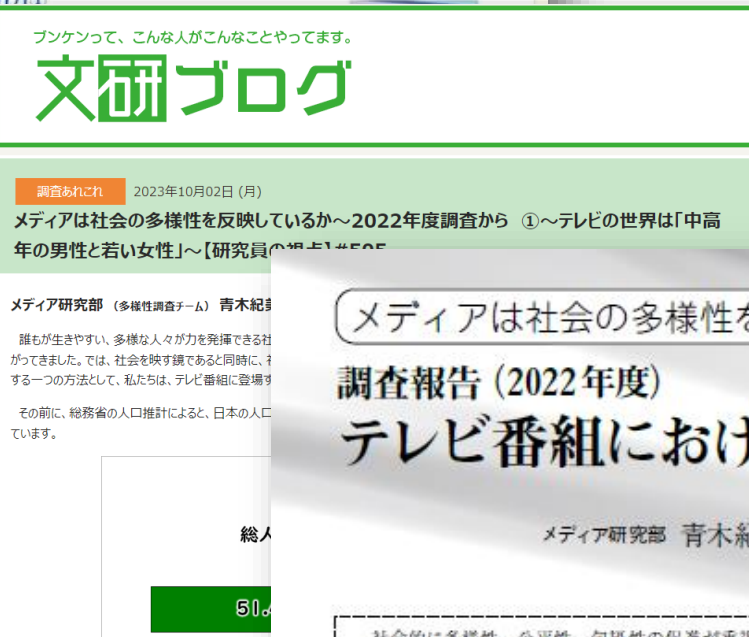 ブンケンって、こんな人がこんなことやってます。
文研ブログ
調査あれこれ 2023年10月02日 (月)
メディアは社会の多様性を反映しているか～2022年度調査から ①～テレビの世界は「中高
年の男性と若い女性」～【研究員の視点】#505
メディア研究部 (多様性調査チーム) 青木紀美
誰もが生きやすい、多様な人々が力を発揮できる社
がってきました。では、社会を映す鏡であると同時に、
する一つの方法として、私たちは、テレビ番組に登場す
その前に、総務省の人口推計によると、日本の人口
ています。
総人
51.
メディアは社会の多様性を
調査報告(2022年度)
テレビ番組におけ
メディア研究部 青木紀